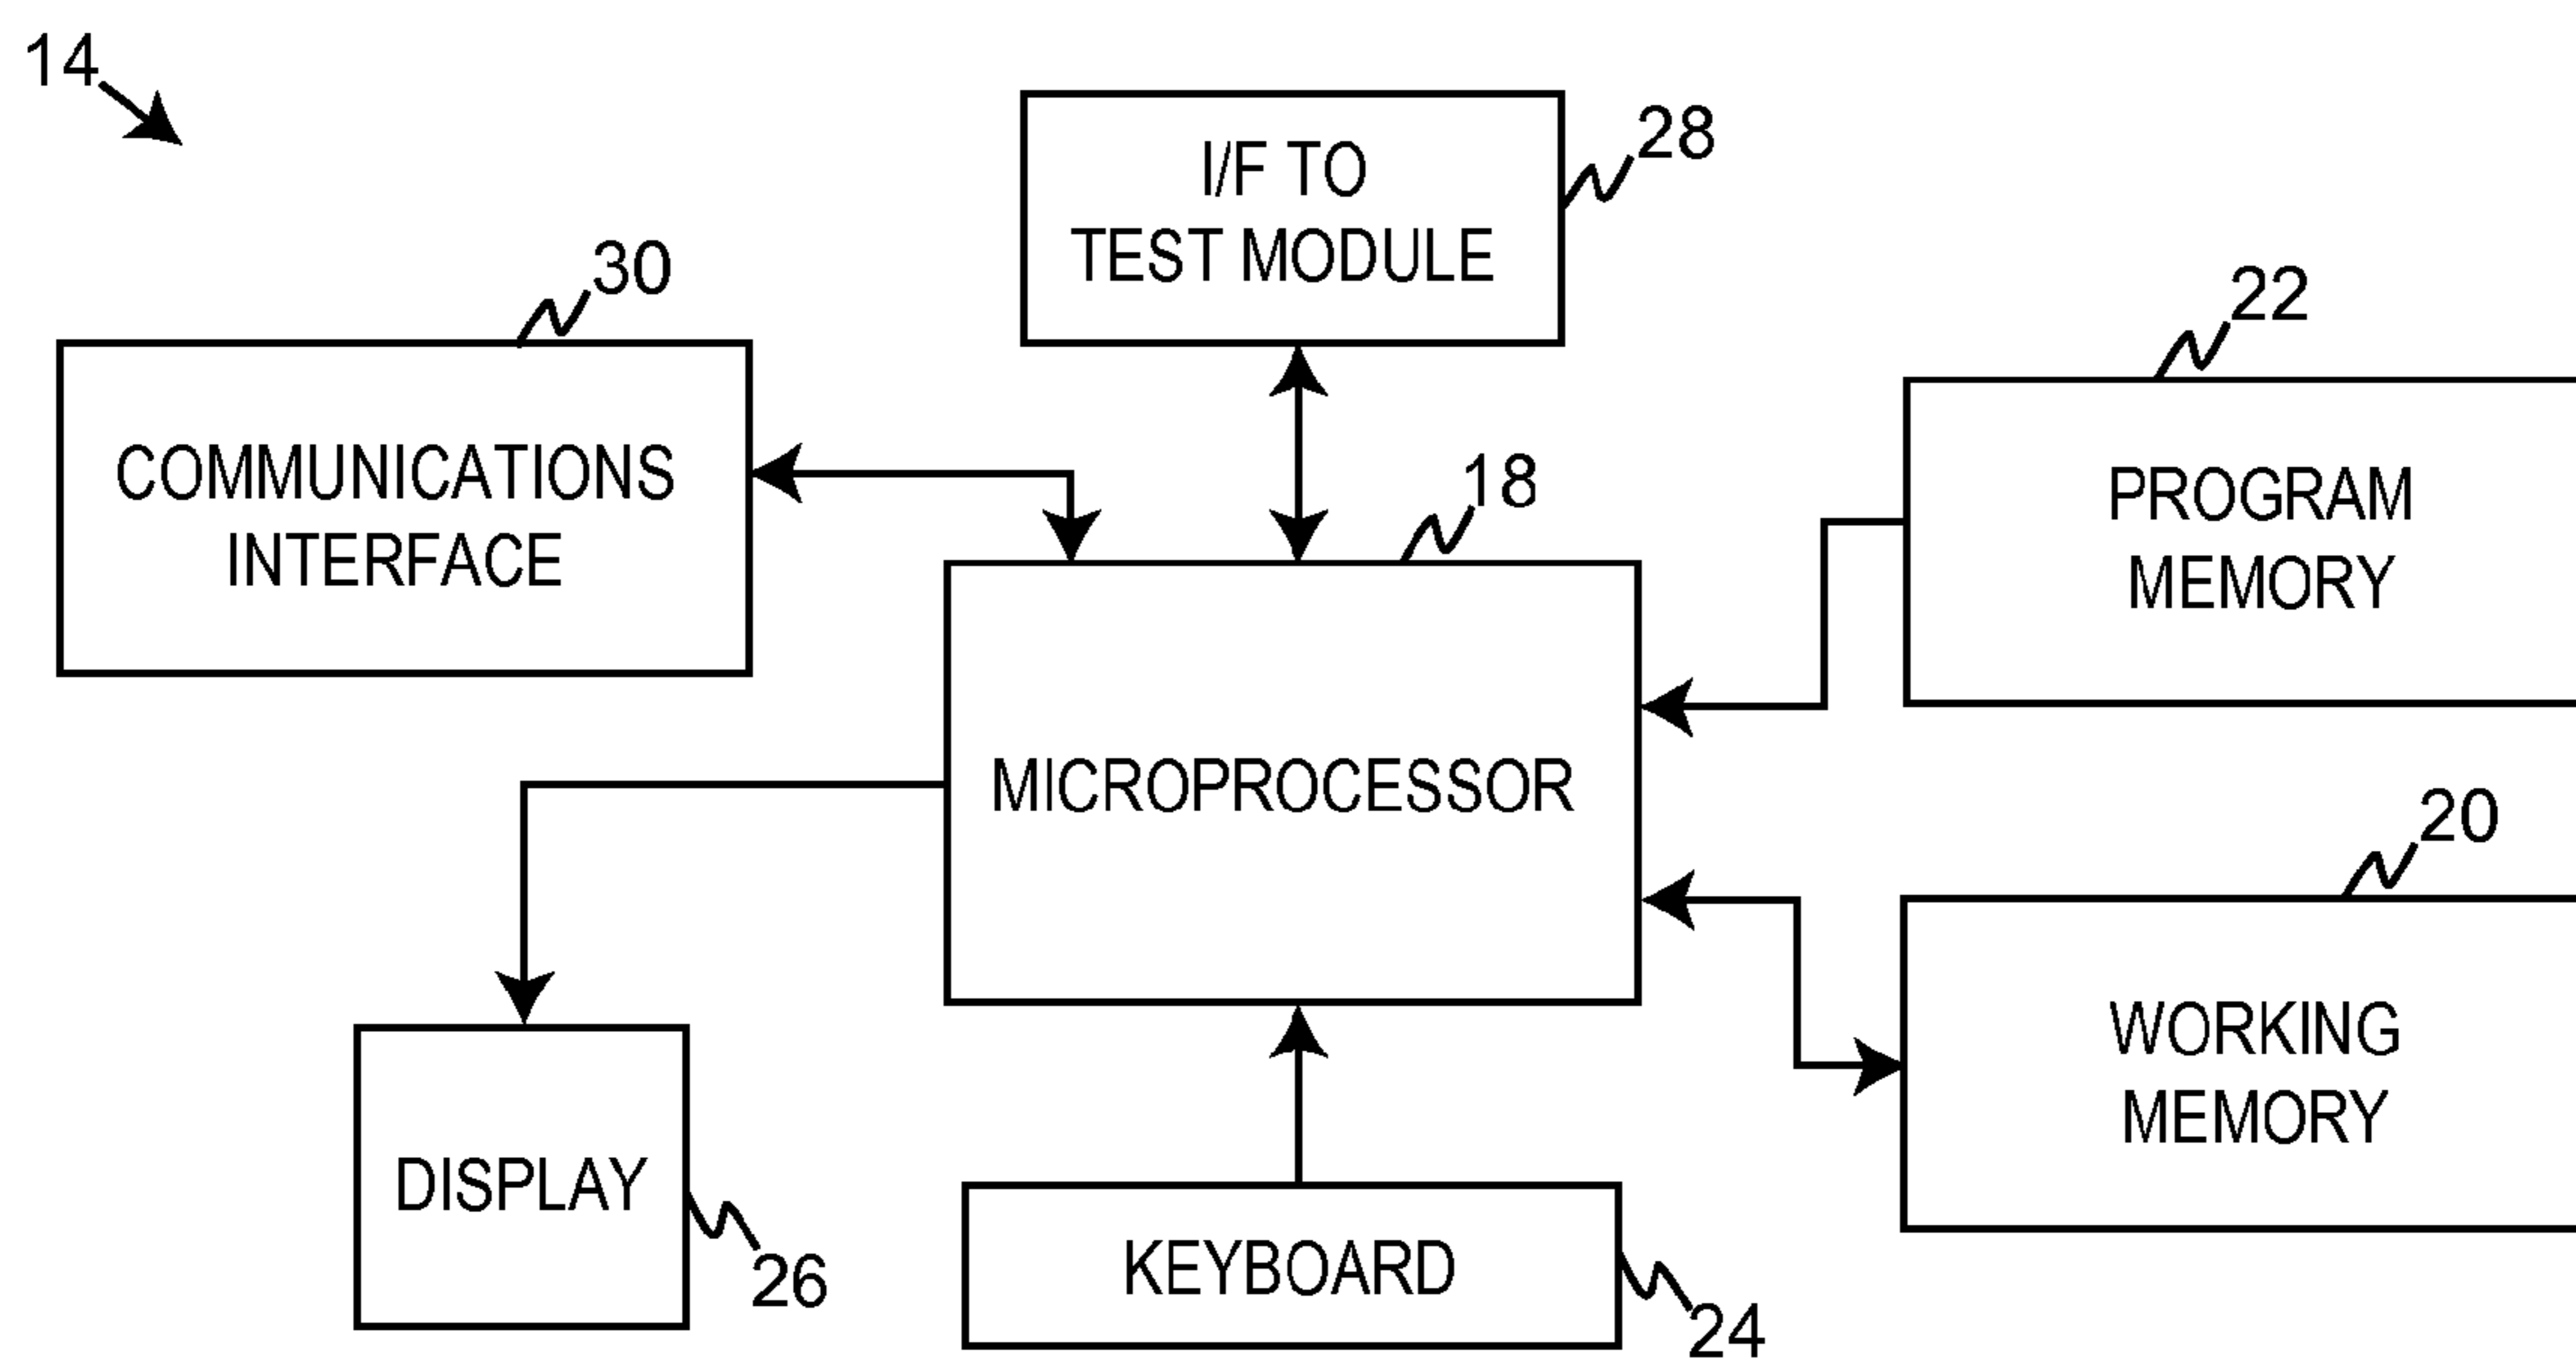 14
28
I/F TO
TEST MODULE
30
COMMUNICATIONS
INTERFACE
22
PROGRAM
MEMORY
18
MICROPROCESSOR
20
WORKING
MEMORY
DISPLAY
26
KEYBOARD
24